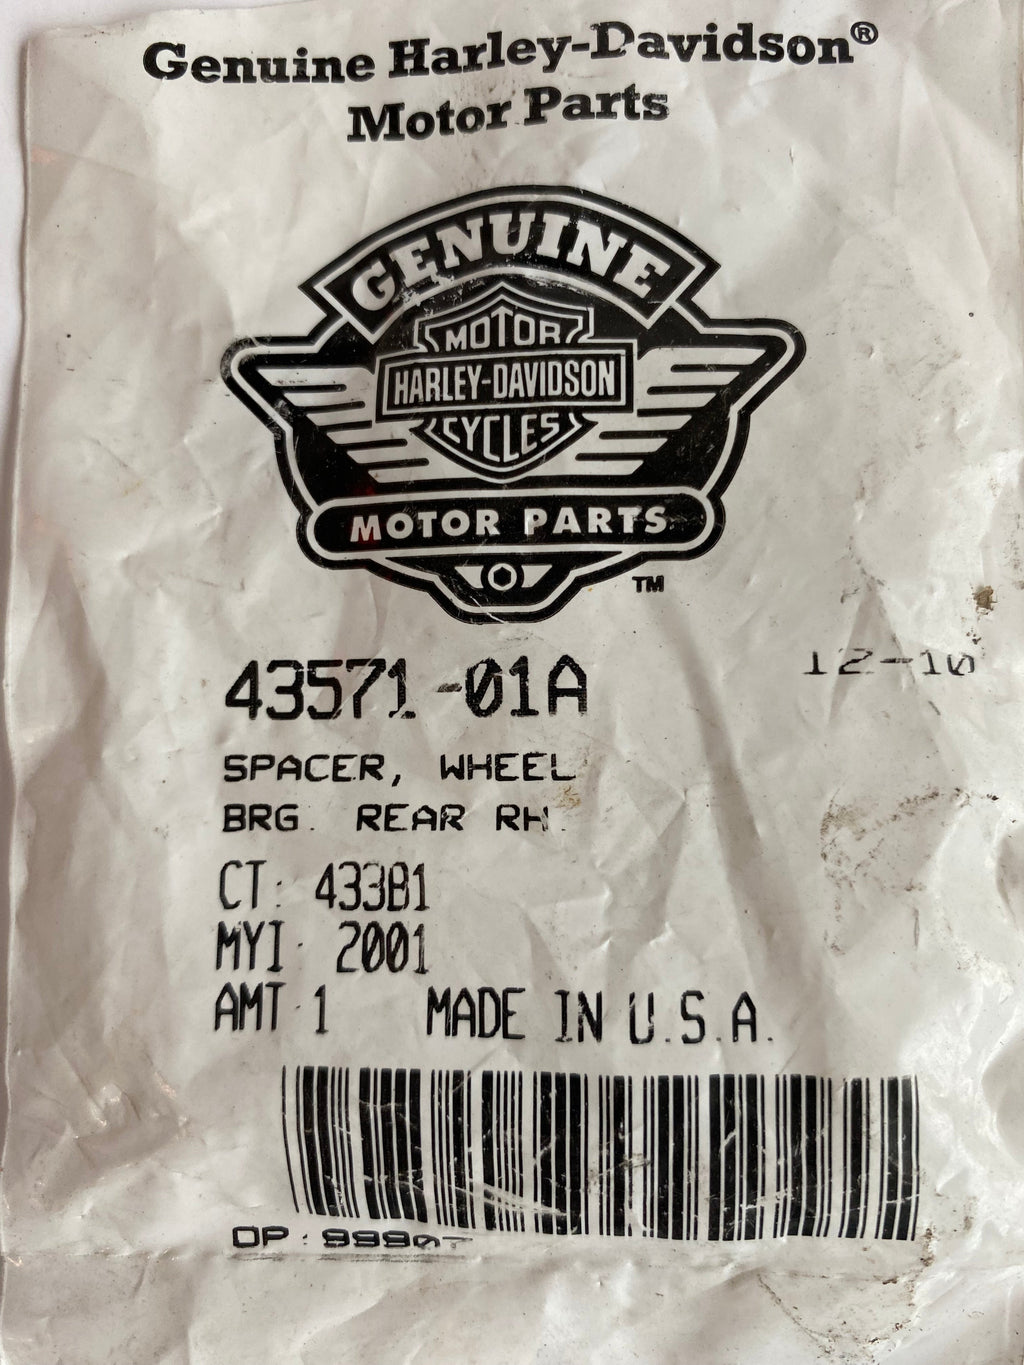 Genuine Harley-Davidson®
Motor Parts
GENUINE
MOTOR
HARLEY-DAVIDSON
CYCLES
MOTOR PARTS
TM
43571-01A
12-10
SPACER, WHEEL
BRG. REAR RH.
CT: 433B1
MYI: 2001
AMT 1 MADE IN U.S.A.
OP: